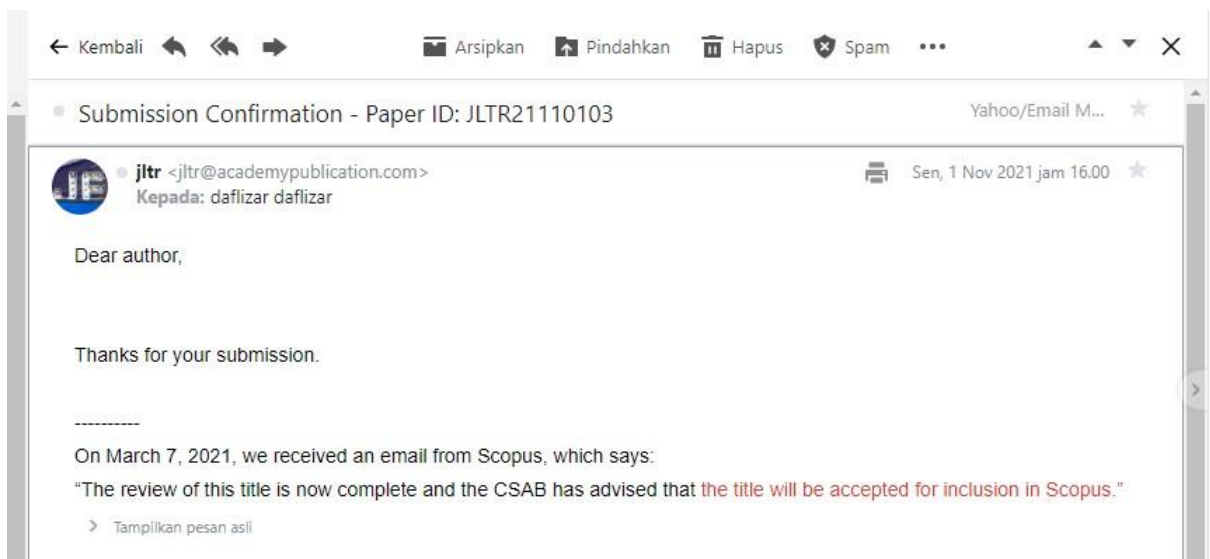 Kembali Arsipkan Pindahkan Hapus Spam
Submission Confirmation - Paper ID: JLTR21110103 Yahoo/Email M...
jltr <jltr@academypublication.com> Sen, 1 Nov 2021 jam 16.00
Kepada: daflizar daflizar
Dear author,
Thanks for your submission.
----------
On March 7, 2021, we received an email from Scopus, which says:
“The review of this title is now complete and the CSAB has advised that the title will be accepted for inclusion in Scopus.”
Tampilkan pesan asli